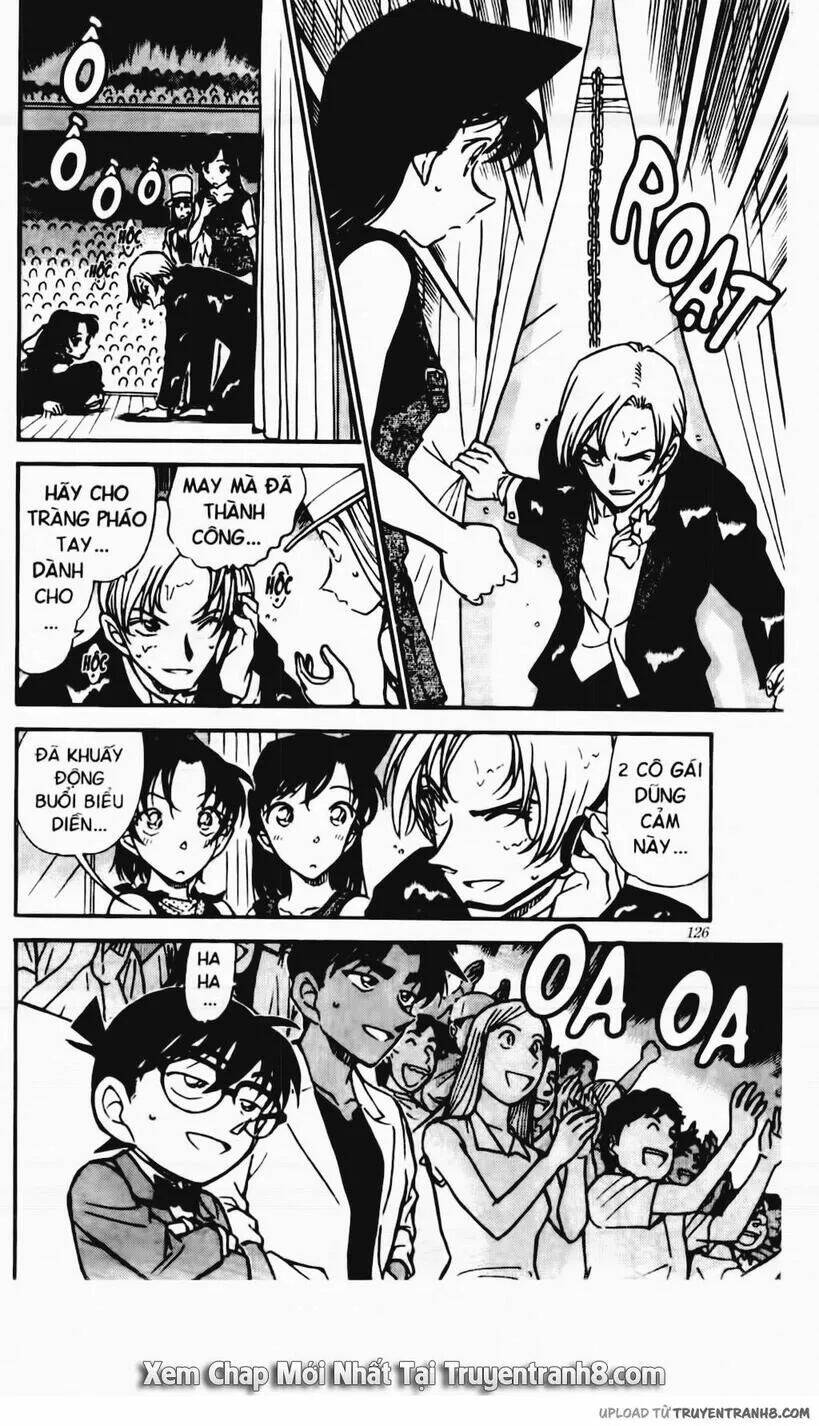 Ô
Ô
Ô
Ô
HỘC
HỘC
ROẠT
HÃY CHO
TRÀNG PHÁO
TAY...
DÀNH
CHO
...
MAY MÀ ĐÃ
THÀNH
CÔNG...
HỘC
HỘC
ĐÃ KHUẤY
ĐỘNG
BUỔI BIỂU
DIỄN...
2 CÔ GÁI
DŨNG
CẢM
NÀY...
126
HA
HA
...
OA OA
Xem Chap Mới Nhất Tại Truyentranh8.com
UPLOAD TỪ TRUYENTRANH8.COM